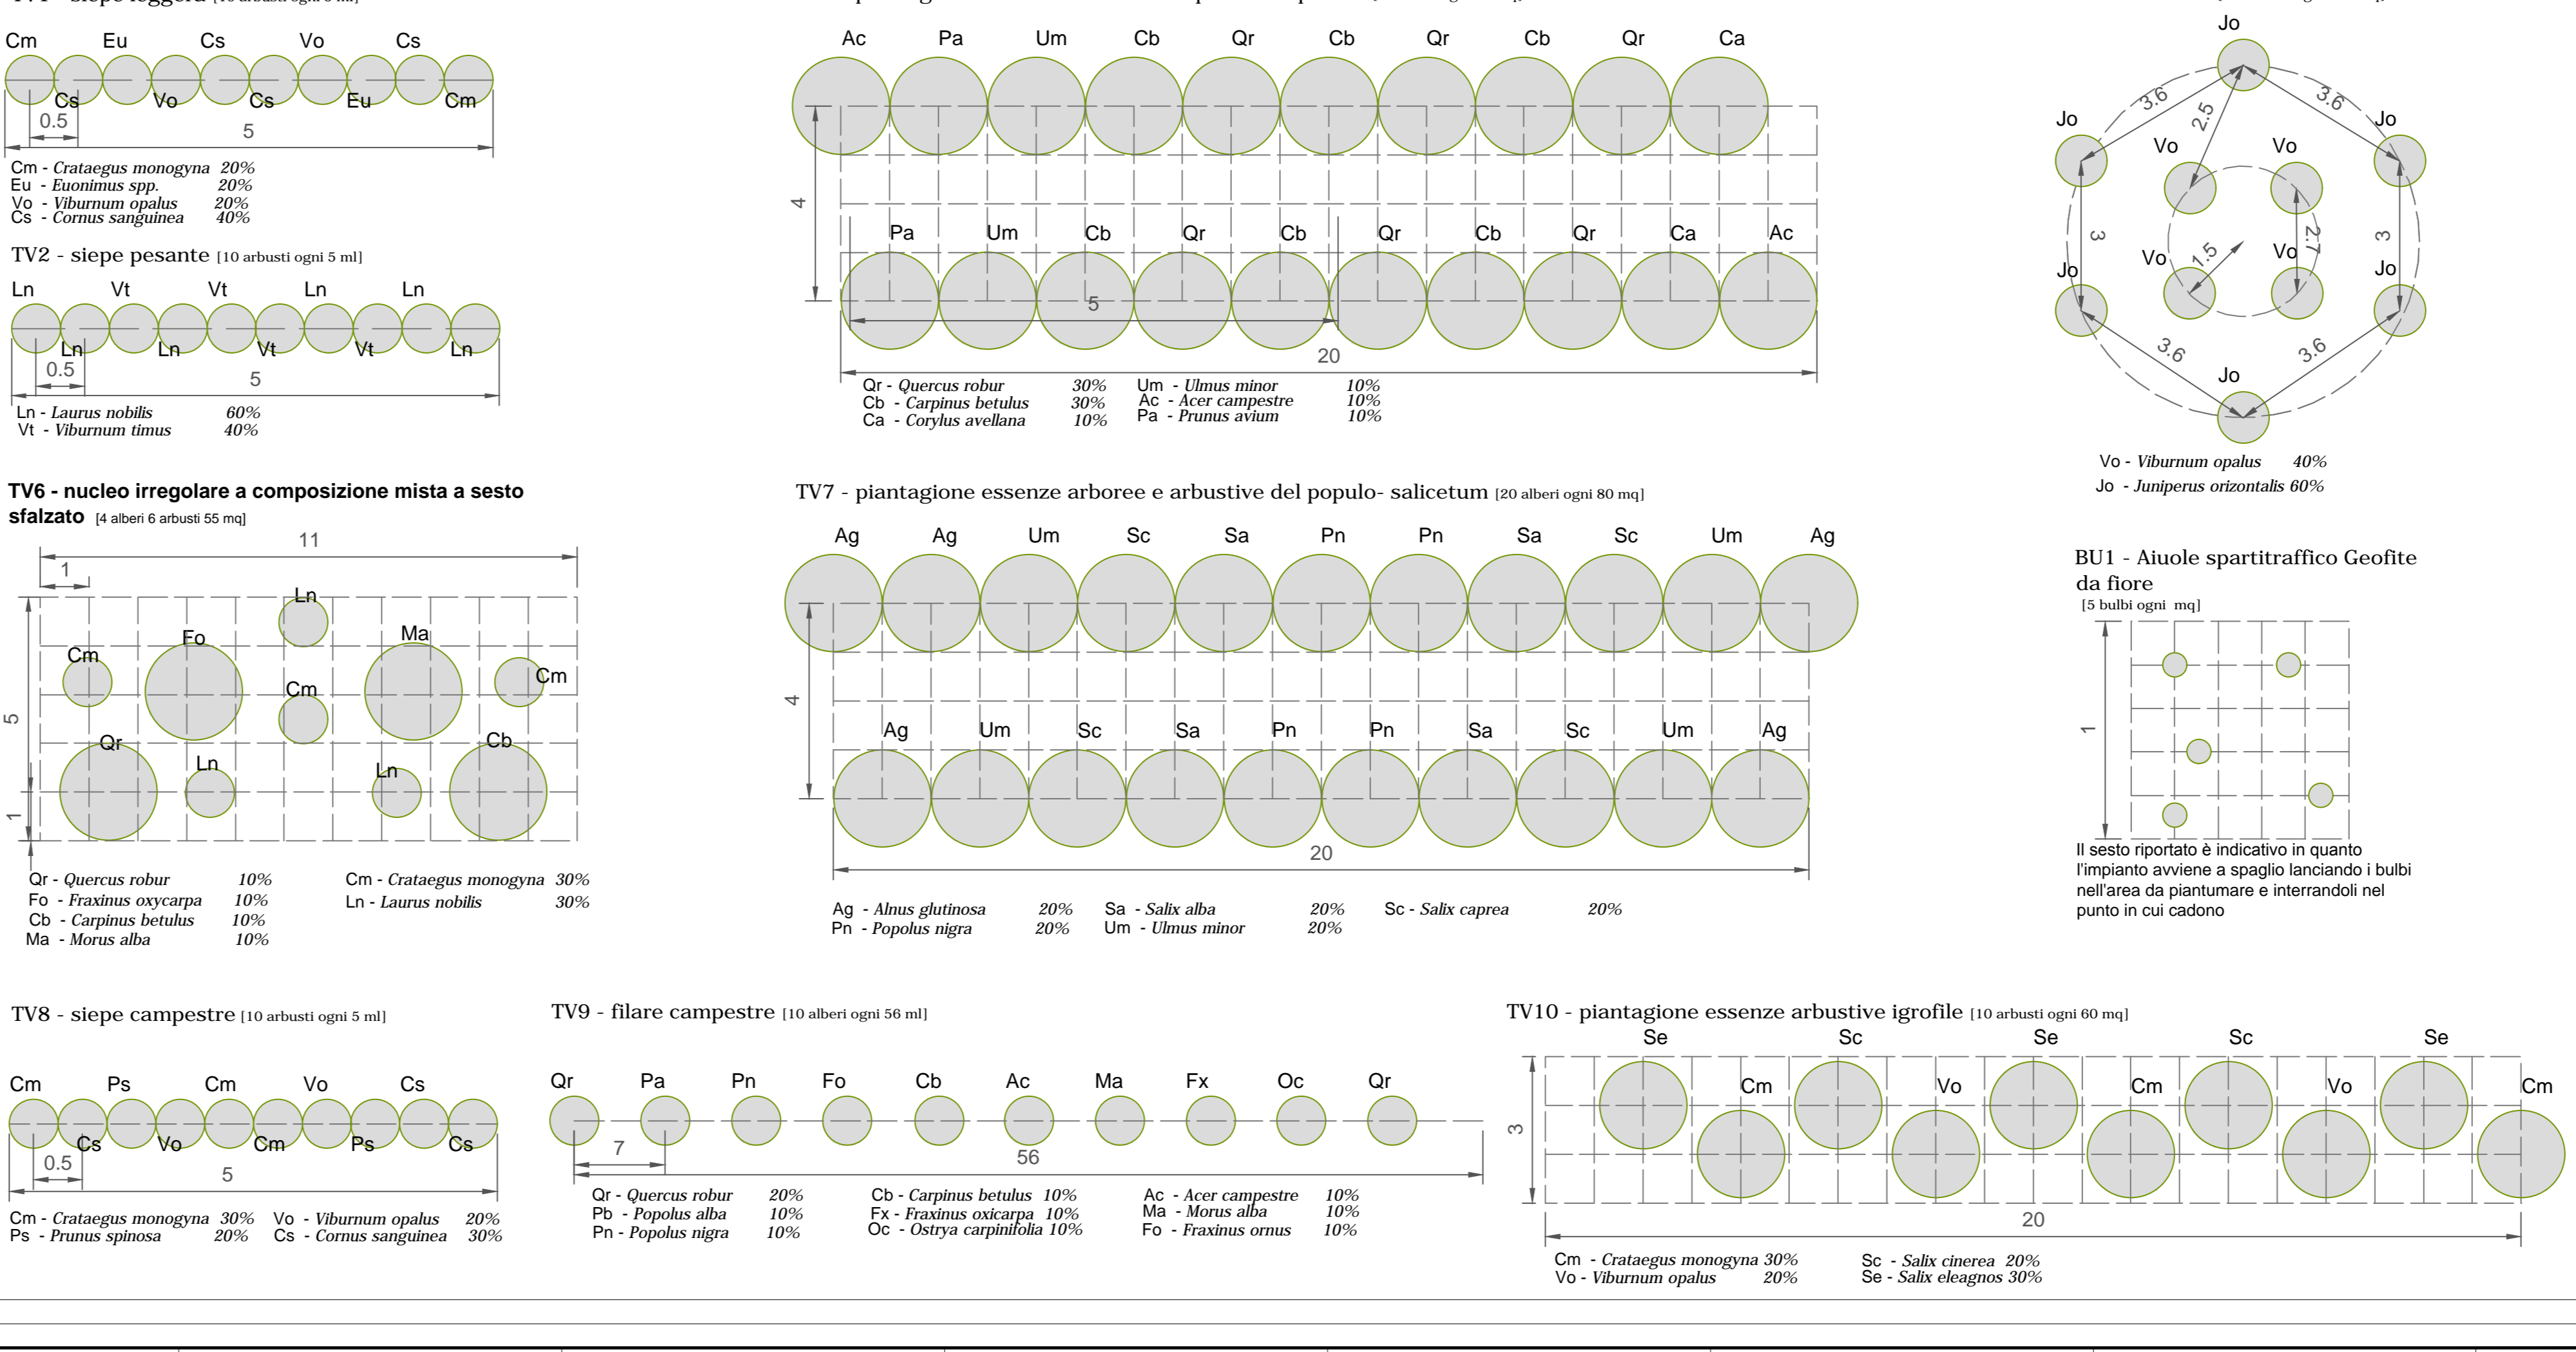 Cm Eu Cs Vo Cs
Cs Vo Cs Eu Cm
0.5
5
Cm - Crataegus monogyna 20%
Eu - Euonimus spp. 20%
Vo - Viburnum opalus 20%
Cs - Cornus sanguinea 40%
TV2 - siepe pesante [10 arbusti ogni 5 ml]
Ln Vt Vt Ln Ln
Ln Ln Vt Vt Ln
0.5
5
Ln - Laurus nobilis 60%
Vt - Viburnum timus 40%
Ac Pa Um Cb Qr Cb Qr Cb Qr Ca
4
Pa Um Cb Qr Cb Qr Cb Qr Ca Ac
5
20
Qr - Quercus robur 30% Um - Ulmus minor 10%
Cb - Carpinus betulus 30% Ac - Acer campestre 10%
Ca - Corylus avellana 10% Pa - Prunus avium 10%
Jo
3.6 2.5 3.6
Jo Jo
Vo Vo
3 2.7 3
Vo 1.5 Vo
Jo Jo
3.6 3.6
Jo
Vo - Viburnum opalus 40%
Jo - Juniperus orizontalis 60%
TV6 - nucleo irregolare a composizione mista a sesto
sfalzato [4 alberi 6 arbusti 55 mq]
11
1
Ln
Fo Ma
Cm Cm
Cm
5
Qr Cb
Ln Ln
1
Qr - Quercus robur 10% Cm - Crataegus monogyna 30%
Fo - Fraxinus oxycarpa 10% Ln - Laurus nobilis 30%
Cb - Carpinus betulus 10%
Ma - Morus alba 10%
TV7 - piantagione essenze arboree e arbustive del populo- salicetum [20 alberi ogni 80 mq]
Ag Ag Um Sc Sa Pn Pn Sa Sc Um Ag
4
Ag Um Sc Sa Pn Pn Sa Sc Um Ag
20
Ag - Alnus glutinosa 20% Sa - Salix alba 20% Sc - Salix caprea 20%
Pn - Popolus nigra 20% Um - Ulmus minor 20%
BU1 - Aiuole spartitraffico Geofite
da fiore
[5 bulbi ogni mq]
1
Il sesto riportato è indicativo in quanto
l'impianto avviene a spaglio lanciando i bulbi
nell'area da piantumare e interrandoli nel
punto in cui cadono
TV8 - siepe campestre [10 arbusti ogni 5 ml]
Cm Ps Cm Vo Cs
Cs Vo Cm Ps Cs
0.5
5
Cm - Crataegus monogyna 30% Vo - Viburnum opalus 20%
Ps - Prunus spinosa 20% Cs - Cornus sanguinea 30%
TV9 - filare campestre [10 alberi ogni 56 ml]
Qr Pa Pn Fo Cb Ac Ma Fx Oc Qr
7
56
Qr - Quercus robur 20% Cb - Carpinus betulus 10% Ac - Acer campestre 10%
Pb - Popolus alba 10% Fx - Fraxinus oxicarpa 10% Ma - Morus alba 10%
Pn - Popolus nigra 10% Oc - Ostrya carpinifolia 10% Fo - Fraxinus ornus 10%
TV10 - piantagione essenze arbustive igrofile [10 arbusti ogni 60 mq]
Se Sc Se Sc Se
Cm Vo Cm Vo Cm
3
20
Cm - Crataegus monogyna 30% Sc - Salix cinerea 20%
Vo - Viburnum opalus 20% Se - Salix eleagnos 30%